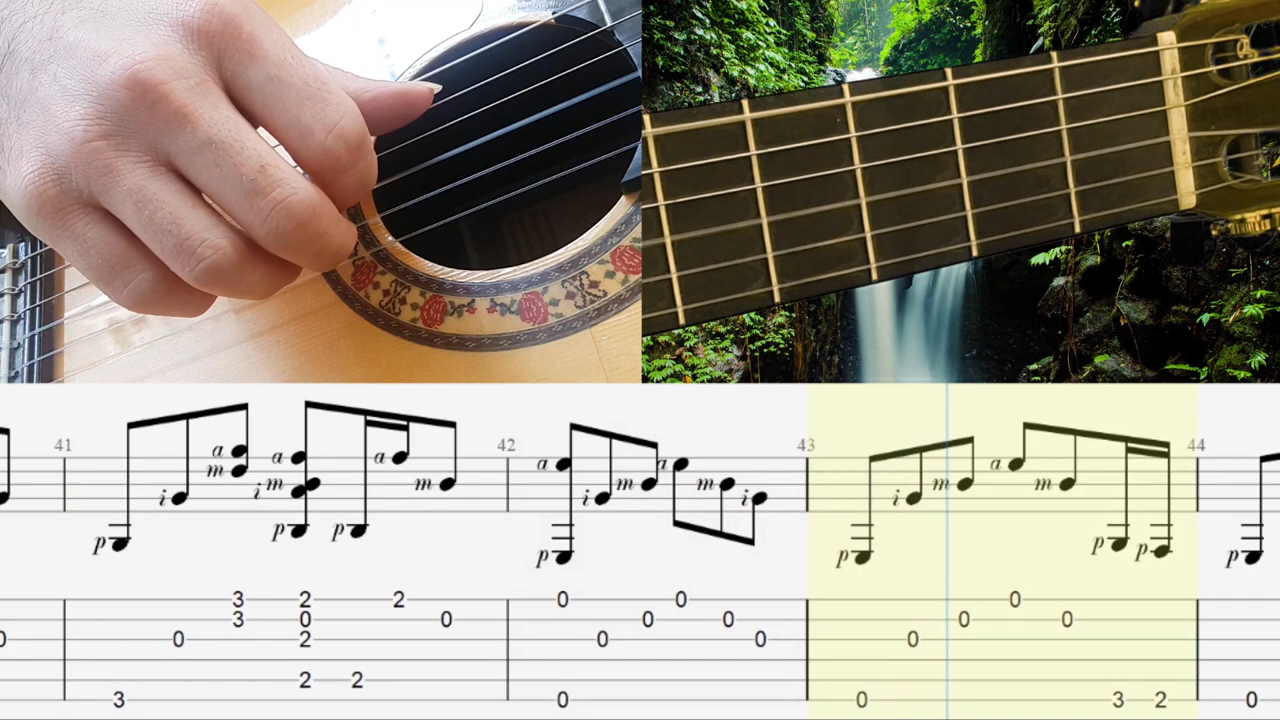 41 42 43 44
a a a a a a
m i m i m m i m m
i i i
p p p p p p p p
3 2 2 0 0 0
3 0 0 0 0 0 0
0 0 2 0 0 0
2 2
3 0 0 3 2 0